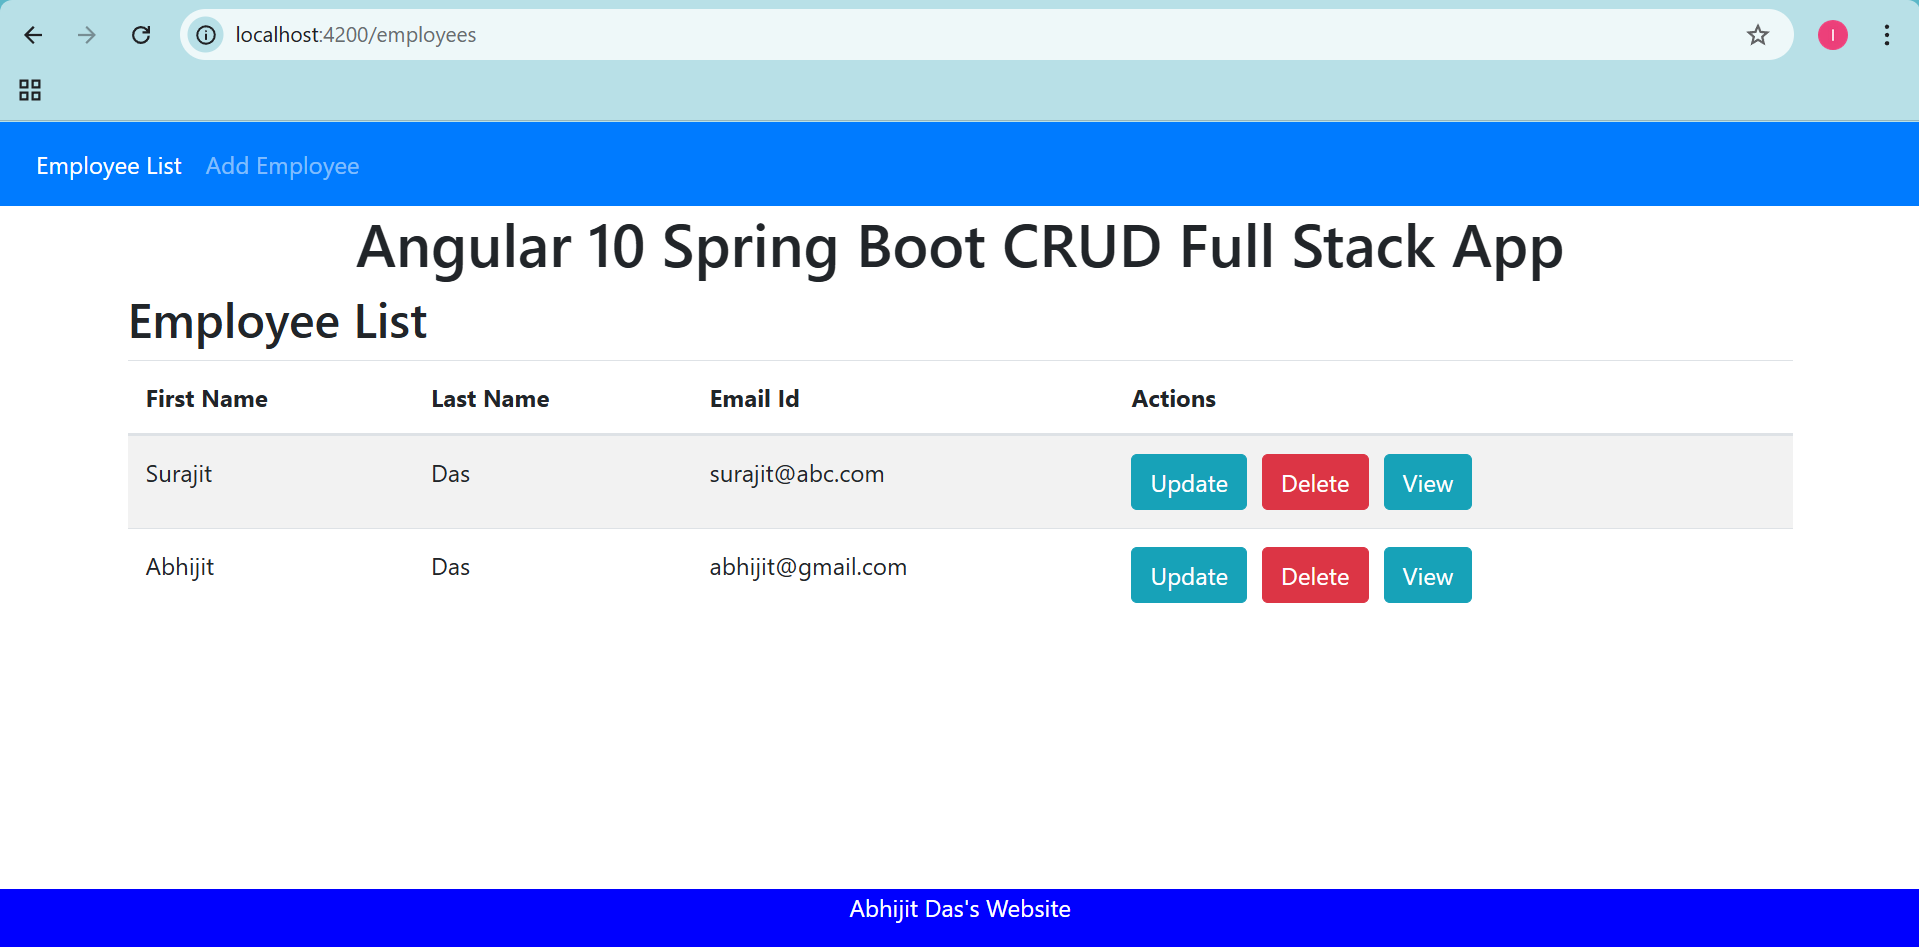 localhost:4200/employees
I
Employee List Add Employee
Angular 10 Spring Boot CRUD Full Stack App
Employee List
First Name Last Name Email Id Actions
Surajit Das surajit@abc.com Update Delete View
Abhijit Das abhijit@gmail.com Update Delete View
Abhijit Das's Website